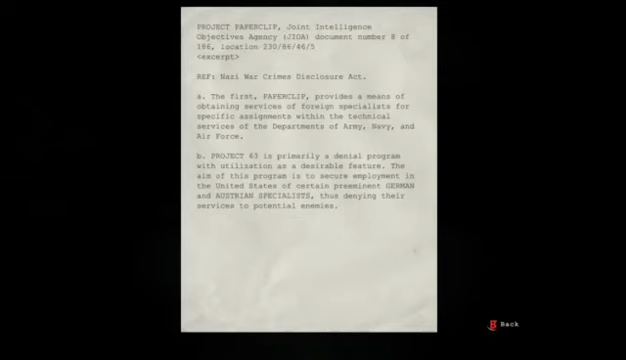 PROJECT PAPERCLIP, Joint Intelligence
Objectives Agency (JIOA) document number 8 of
186, location 230/86/46/5
<excerpt>
REF: Nazi War Crimes Disclosure Act.
a. The first, PAPERCLIP, provides a means of
obtaining services of foreign specialists for
specific assignments within the technical
services of the Departments of Army, Navy, and
Air Force.
b. PROJECT 63 is primarily a denial program
with utilization as a desirable feature. The
aim of this program is to secure employment in
the United States of certain preeminent GERMAN
and AUSTRIAN SPECIALISTS, thus denying their
services to potential enemies.
B Back